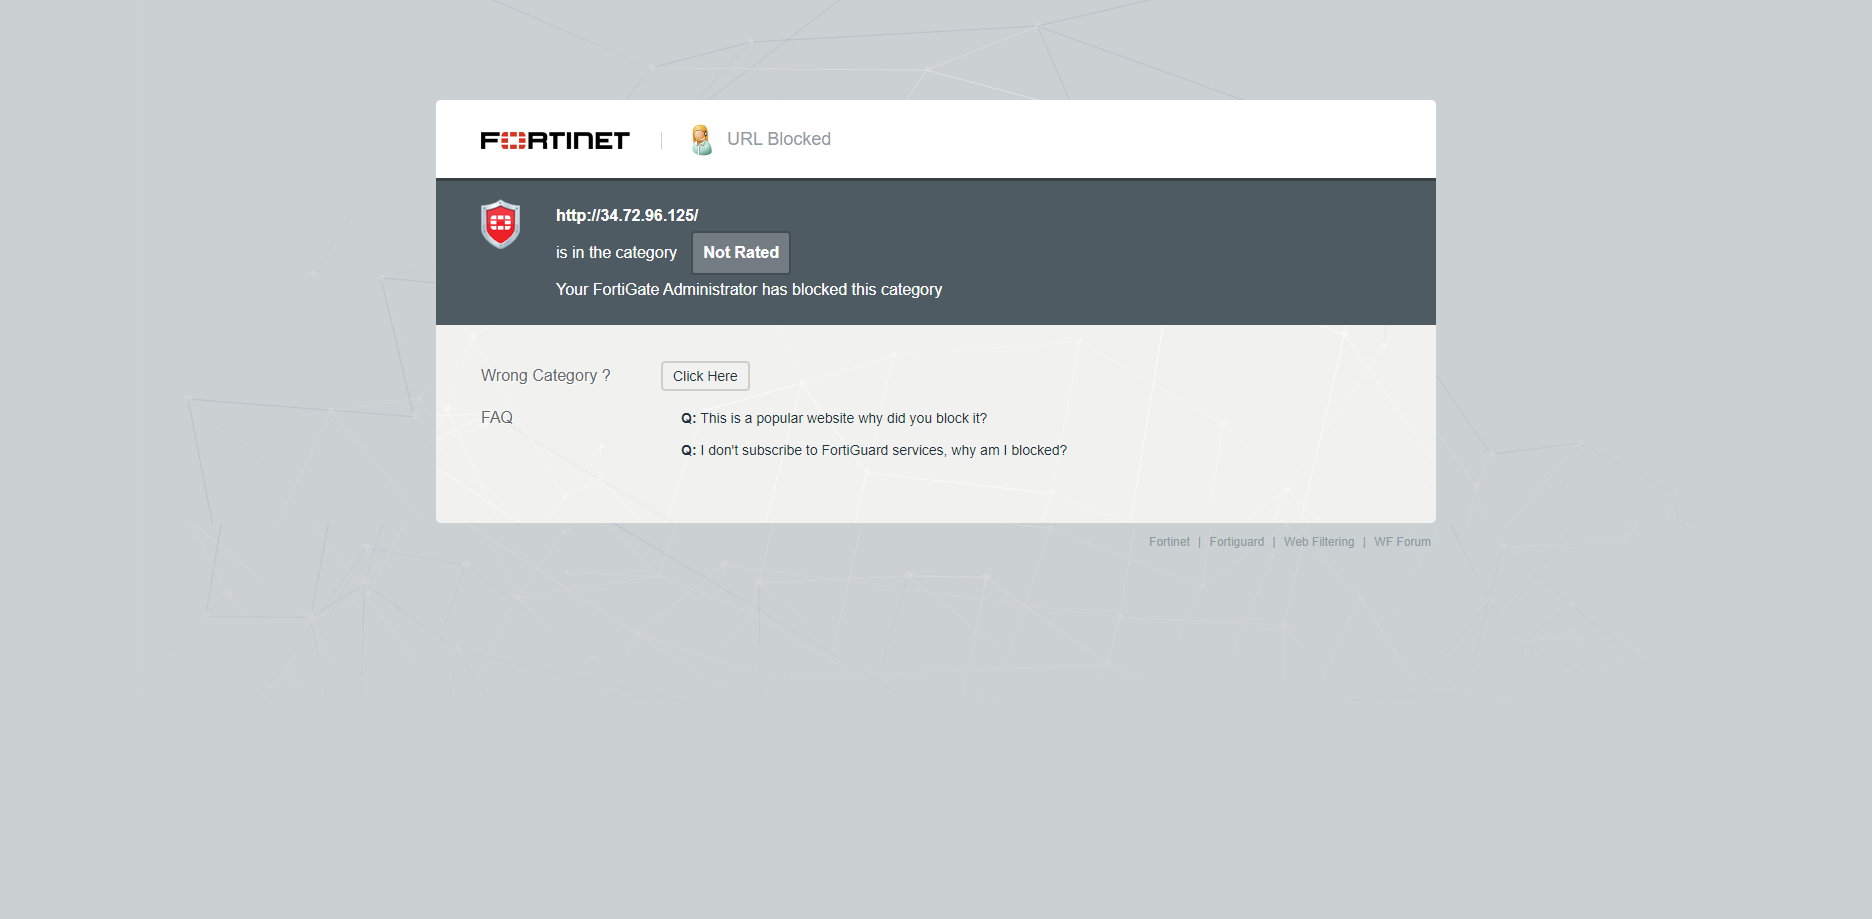 FORTINET | URL Blocked
http://34.72.96.125/
is in the category Not Rated
Your FortiGate Administrator has blocked this category
Wrong Category ? Click Here
FAQ Q: This is a popular website why did you block it?
Q: I don't subscribe to FortiGuard services, why am I blocked?
Fortinet | Fortiguard | Web Filtering | WF Forum